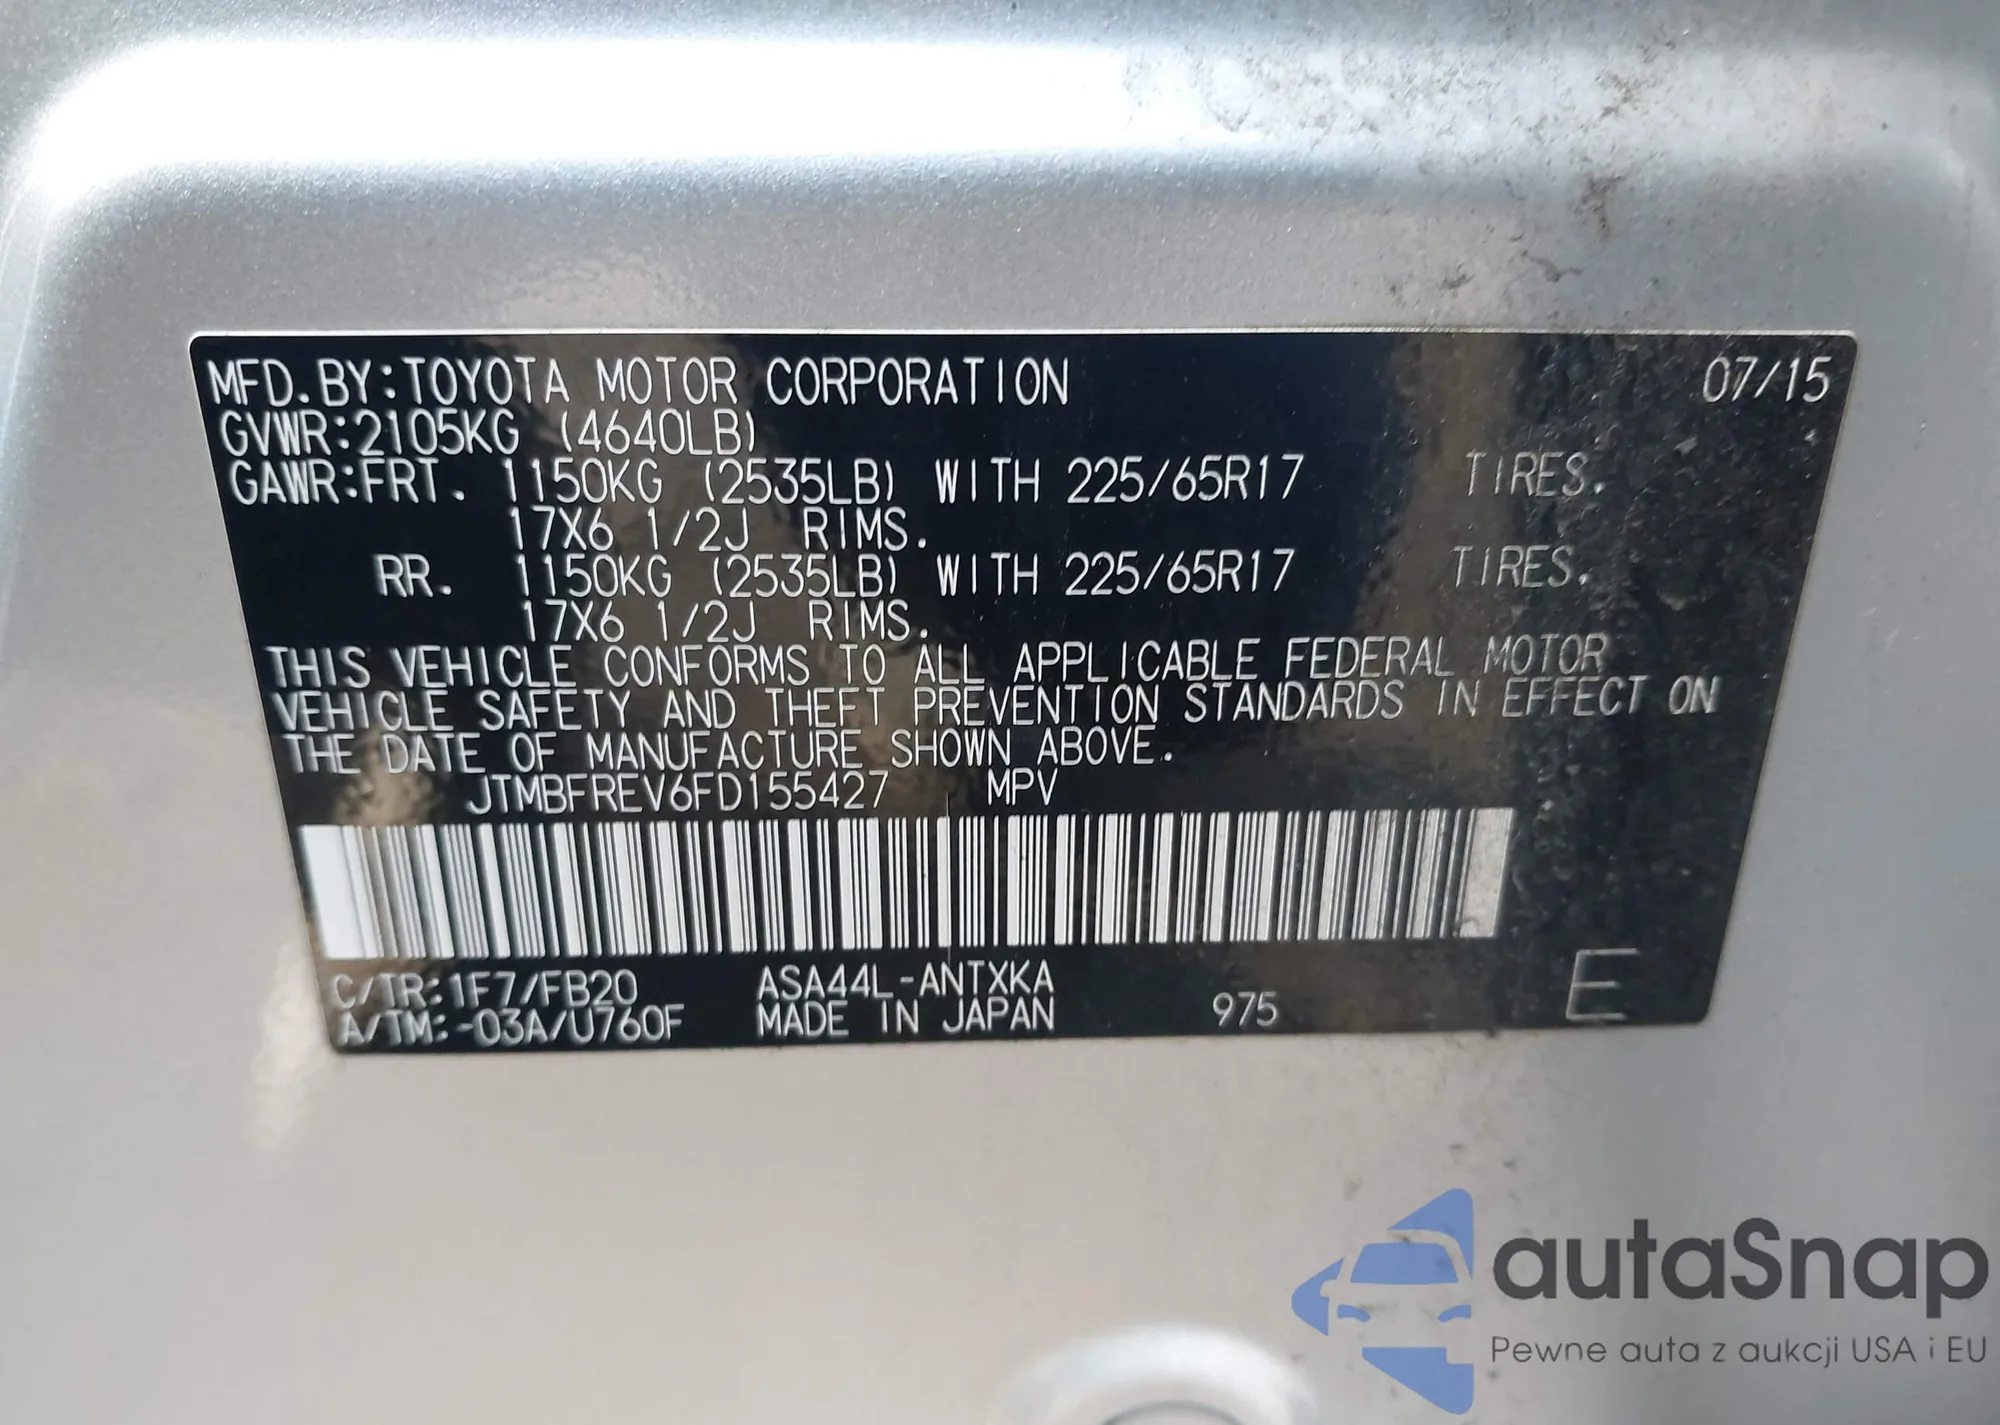 MFD.BY:TOYOTA MOTOR CORPORATION 07/15
GVWR:2105KG (4640LB)
GAWR:FRT. 1150KG (2535LB) WITH 225/65R17 TIRES.
17X6 1/2J RIMS.
RR. 1150KG (2535LB) WITH 225/65R17 TIRES.
17X6 1/2J RIMS.
THIS VEHICLE CONFORMS TO ALL APPLICABLE FEDERAL MOTOR
VEHICLE SAFETY AND THEFT PREVENTION STANDARDS IN EFFECT ON
THE DATE OF MANUFACTURE SHOWN ABOVE.
JTMBFREV6FD155427 MPV
C/TR:1F7/FB20 ASA44L-ANTXKA
A/TM:-03A/U760F MADE IN JAPAN 975 E
autaSnap
Pewne auta z aukcji USA i EU